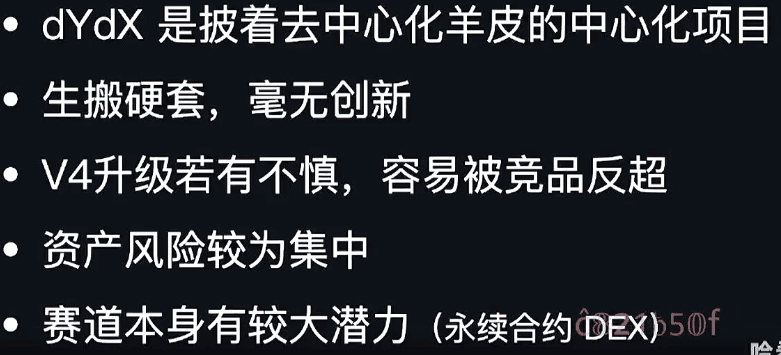 • dYdX 是披着去中心化羊皮的中心化项目
• 生搬硬套，毫无创新
• V4升级若有不慎，容易被竞品反超
• 资产风险较为集中
• 赛道本身有较大潜力（永续合约 DEX）